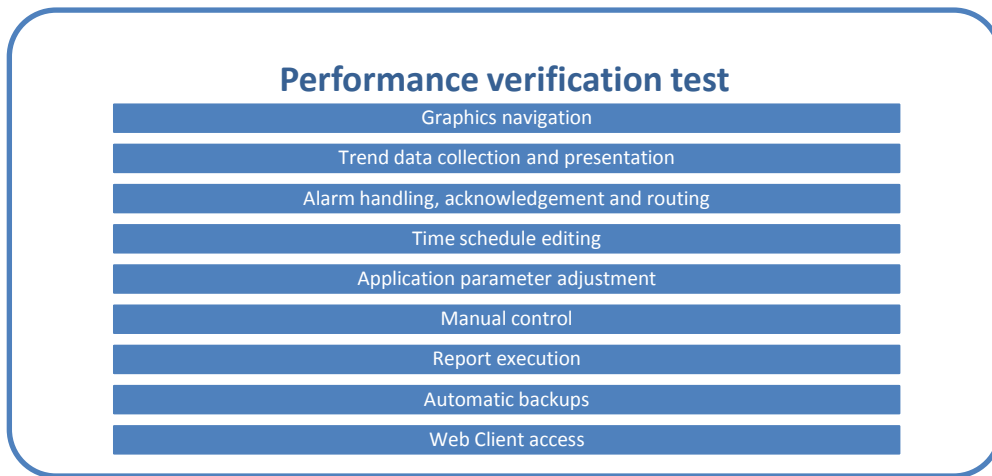 Performance verification test
Graphics navigation
Trend data collection and presentation
Alarm handling, acknowledgement and routing
Time schedule editing
Application parameter adjustment
Manual control
Report execution
Automatic backups
Web Client access